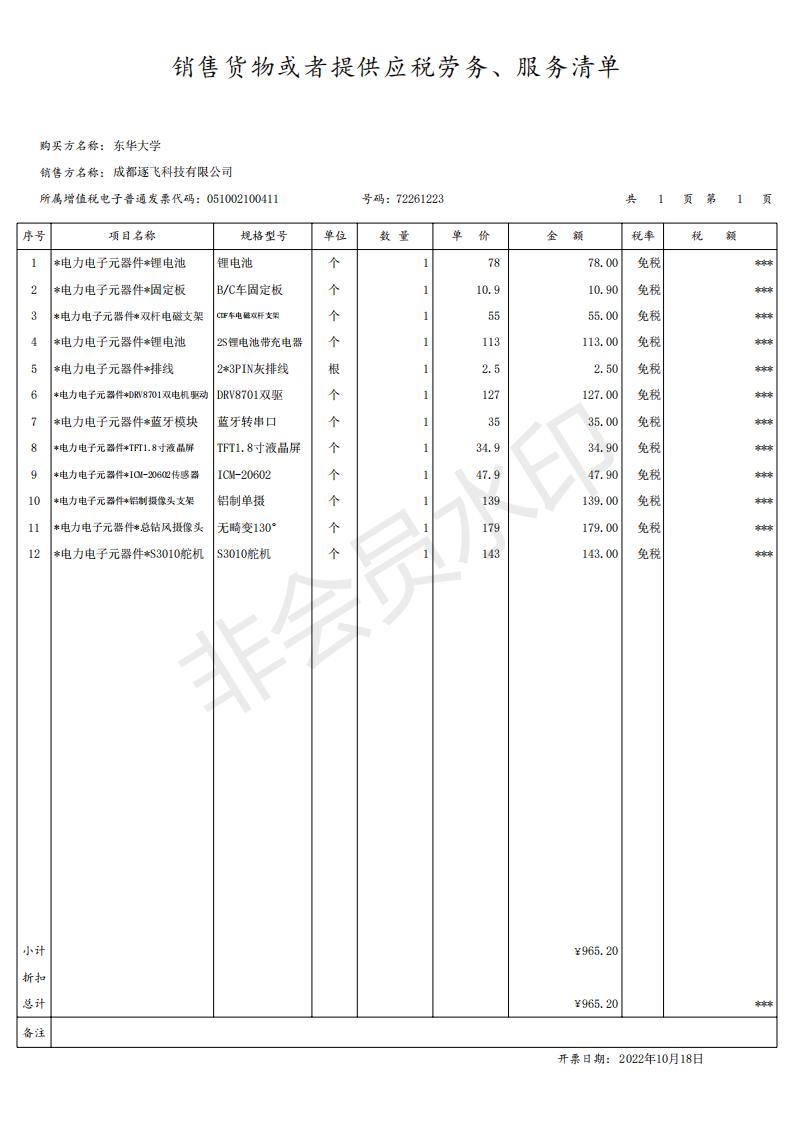 销售货物或者提供应税劳务、服务清单
购买方名称：东华大学
销售方名称：成都逐飞科技有限公司
所属增值税电子普通发票代码：051002100411 号码：72261223 共 1 页 第 1 页
序号 项目名称 规格型号 单位 数 量 单 价 金 额 税率 税 额
1 *电力电子元器件*锂电池 锂电池 个 1 78 78.00 免税 ***
2 *电力电子元器件*固定板 B/C车固定板 个 1 10.9 10.90 免税 ***
3 *电力电子元器件*双杆电磁支架 CDF车电磁双杆支架 个 1 55 55.00 免税 ***
4 *电力电子元器件*锂电池 2S锂电池带充电器 个 1 113 113.00 免税 ***
5 *电力电子元器件*排线 2*3PIN灰排线 根 1 2.5 2.50 免税 ***
6 *电力电子元器件*DRV8701双电机驱动 DRV8701双驱 个 1 127 127.00 免税 ***
7 *电力电子元器件*蓝牙模块 蓝牙转串口 个 1 35 35.00 免税 ***
8 *电力电子元器件*TFT1.8寸液晶屏 TFT1.8寸液晶屏 个 1 34.9 34.90 免税 ***
9 *电力电子元器件*ICM-20602传感器 ICM-20602 个 1 47.9 47.90 免税 ***
10 *电力电子元器件*铝制摄像头支架 铝制单摄 个 1 139 139.00 免税 ***
11 *电力电子元器件*总钻风摄像头 无畸变130° 个 1 179 179.00 免税 ***
12 *电力电子元器件*S3010舵机 S3010舵机 个 1 143 143.00 免税 ***
非会员水印
小计 ¥965.20
折扣
总计 ¥965.20 ***
备注
开票日期：2022年10月18日